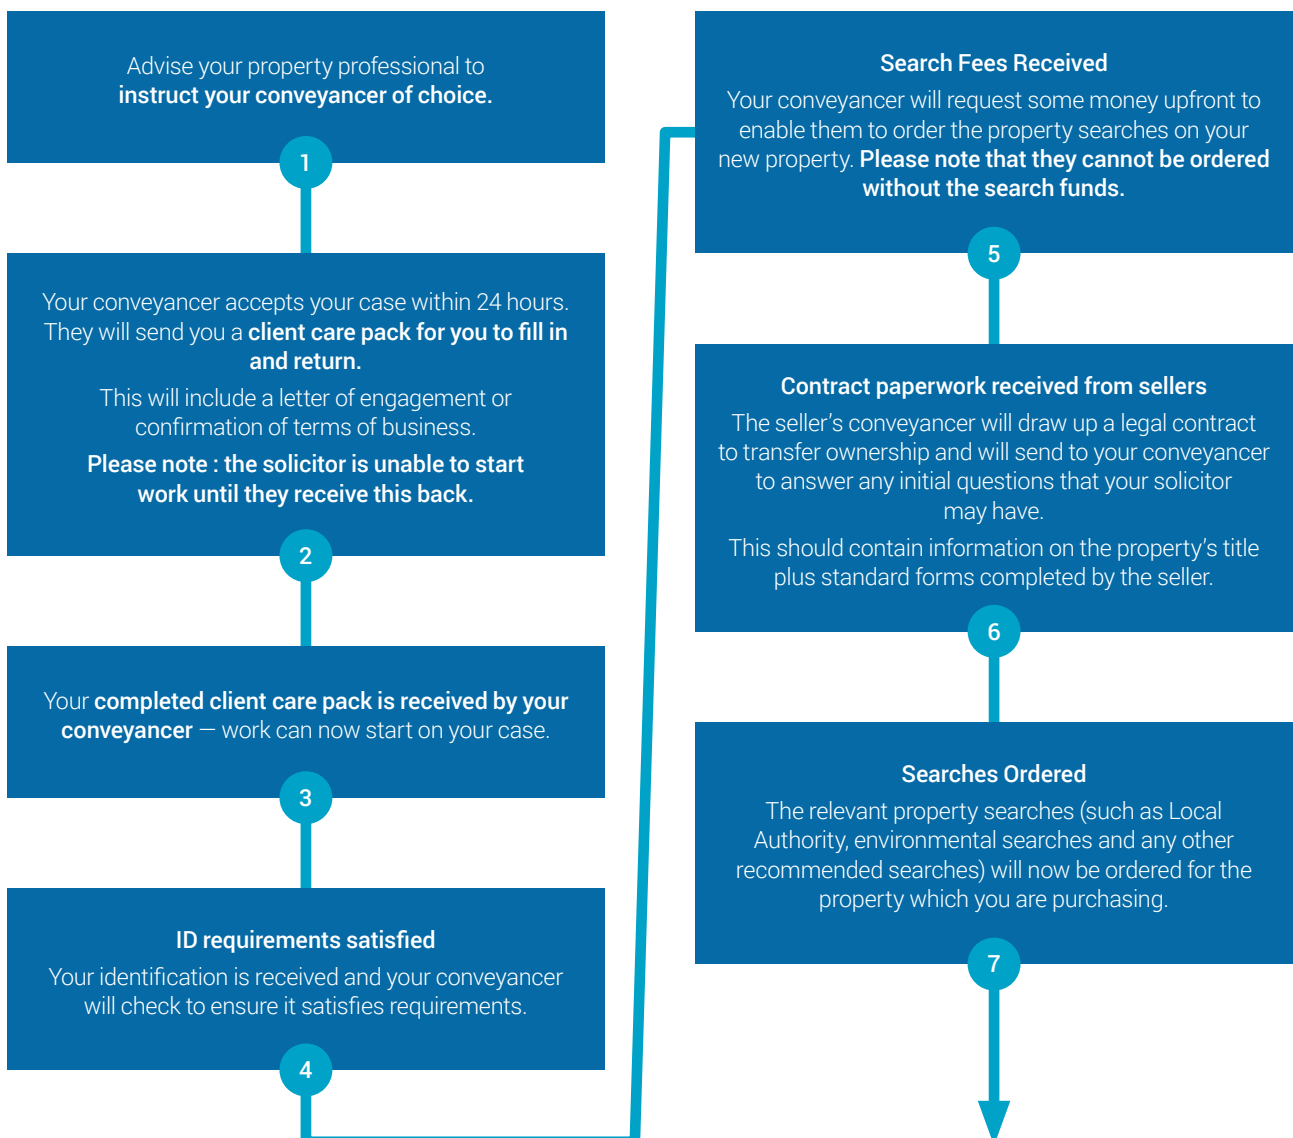 Advise your property professional to
instruct your conveyancer of choice.
1
Your conveyancer accepts your case within 24 hours.
They will send you a client care pack for you to fill in
and return.
This will include a letter of engagement or
confirmation of terms of business.
Please note : the solicitor is unable to start
work until they receive this back.
2
Your completed client care pack is received by your
conveyancer — work can now start on your case.
3
ID requirements satisfied
Your identification is received and your conveyancer
will check to ensure it satisfies requirements.
4
Search Fees Received
Your conveyancer will request some money upfront to
enable them to order the property searches on your
new property. Please note that they cannot be ordered
without the search funds.
5
Contract paperwork received from sellers
The seller’s conveyancer will draw up a legal contract
to transfer ownership and will send to your conveyancer
to answer any initial questions that your solicitor
may have.
This should contain information on the property’s title
plus standard forms completed by the seller.
6
Searches Ordered
The relevant property searches (such as Local
Authority, environmental searches and any other
recommended searches) will now be ordered for the
property which you are purchasing.
7